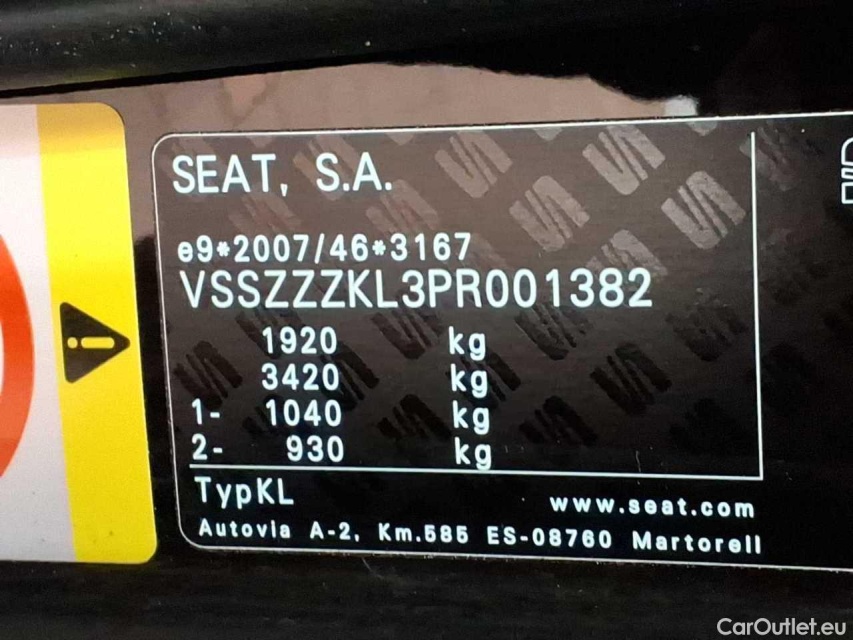 SEAT, S.A.
e9*2007/46*3167
VSSZZZKL3PR001382
1920 kg
3420 kg
1- 1040 kg
2- 930 kg
TypKL
www.seat.com
Autovia A-2, Km.585 ES-08760 Martorell
CarOutlet.eu